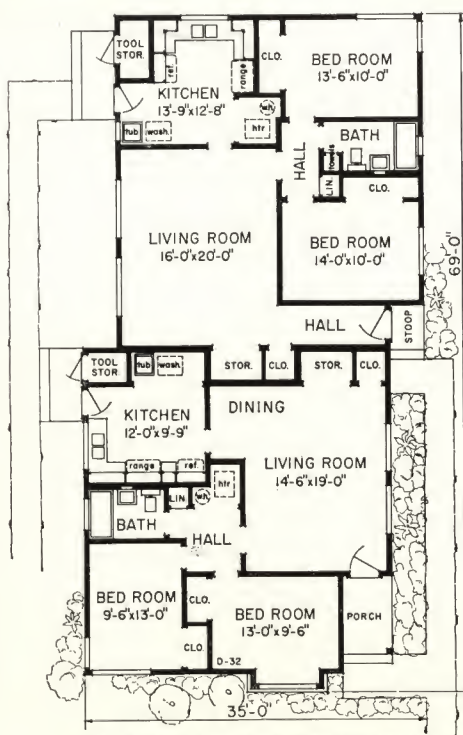 TOOL
STOR.
ref.
range
CLO.
BED ROOM
13'-6"x10'-0"
KITCHEN
13'-9"x12'-8"
tub
wash.
wh
htr
HALL
BATH
towels
LIN.
CLO.
LIVING ROOM
16'-0"x20'-0"
BED ROOM
14'-0"x10'-0"
69'-0"
HALL
STOOP
TOOL
STOR
tub
wash.
STOR.
CLO.
STOR.
CLO.
KITCHEN
12'-0"x9'-9"
DINING
range
ref.
LIVING ROOM
14'-6"x19'-0"
LIN.
wh
htr
BATH
HALL
BED ROOM
9'-6"x13'-0"
CLO.
BED ROOM
13'-0"x9'-6"
PORCH
CLO.
D-32
35'-0"